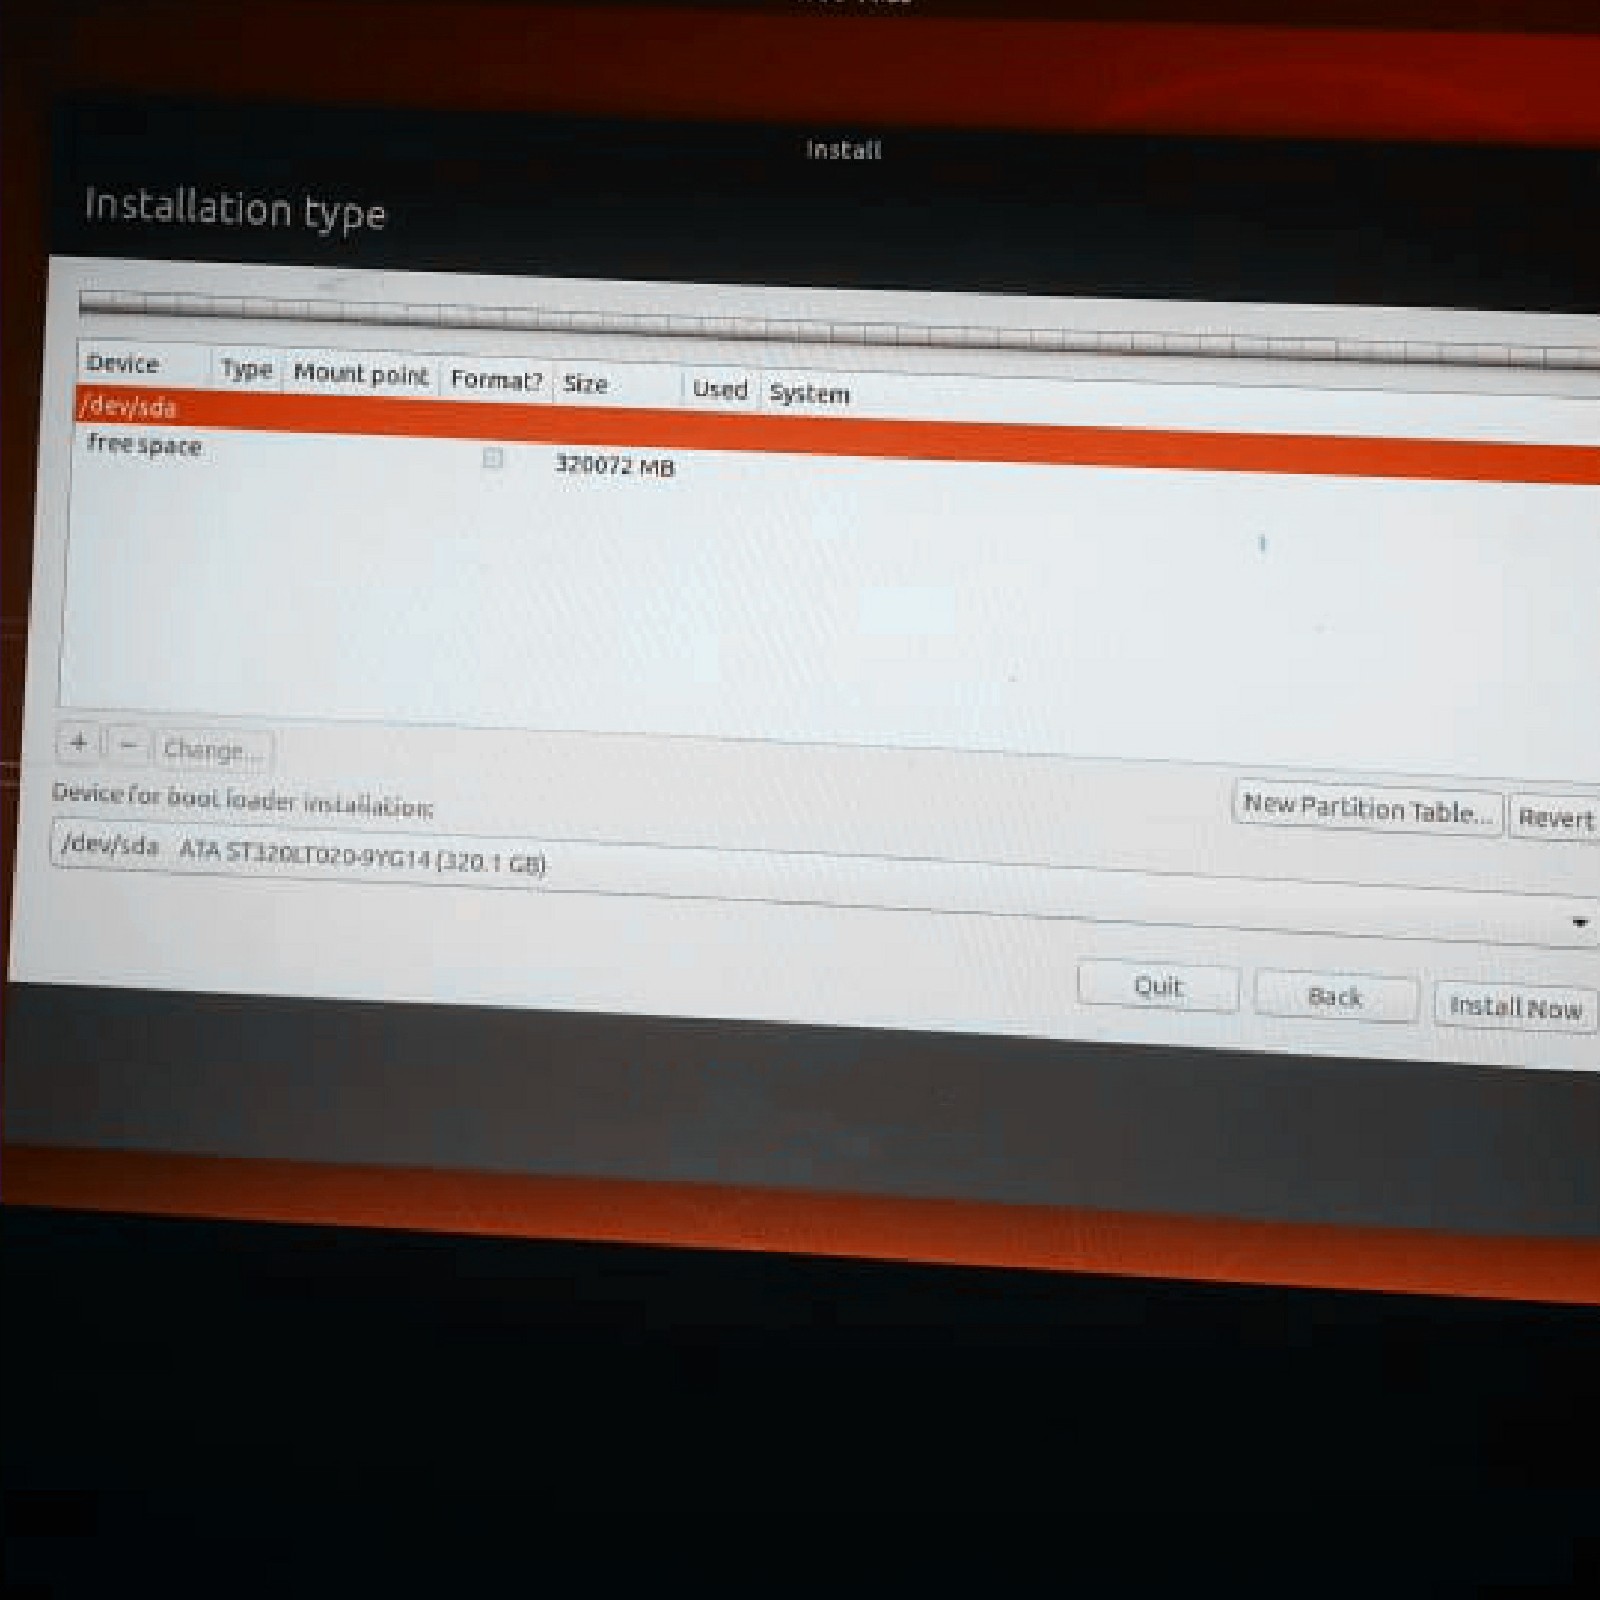 Install
Installation type
Device Type Mount point Format? Size Used System
/dev/sda
free space 320072 MB
+ - Change...
Device for boot loader installation:
New Partition Table... Revert
/dev/sda ATA ST320LT020-9YG14 (320.1 GB)
Quit Back Install Now